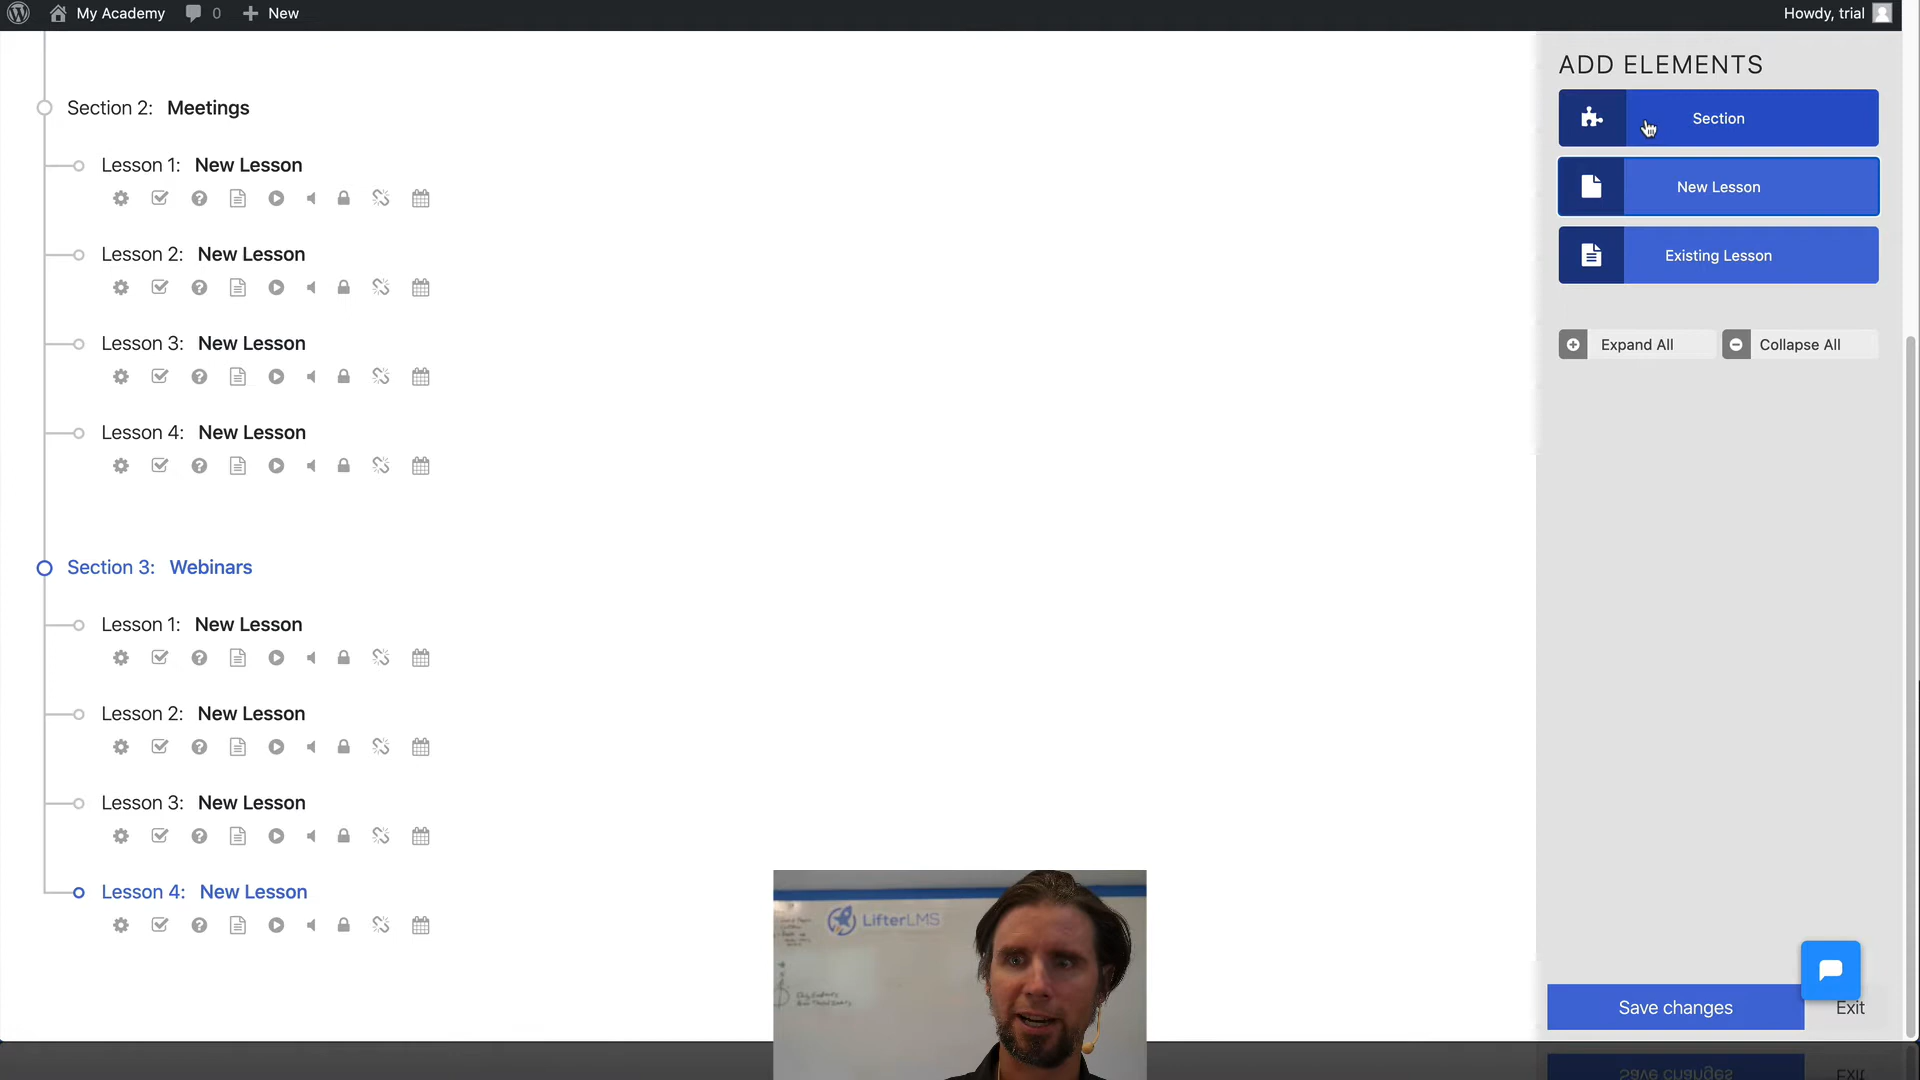 My Academy 0 New Howdy, trial
ADD ELEMENTS
Section
New Lesson
Existing Lesson
Expand All Collapse All
Section 2: Meetings
Lesson 1: New Lesson
Lesson 2: New Lesson
Lesson 3: New Lesson
Lesson 4: New Lesson
Section 3: Webinars
Lesson 1: New Lesson
Lesson 2: New Lesson
Lesson 3: New Lesson
Lesson 4: New Lesson
LifterLMS
Save changes Exit